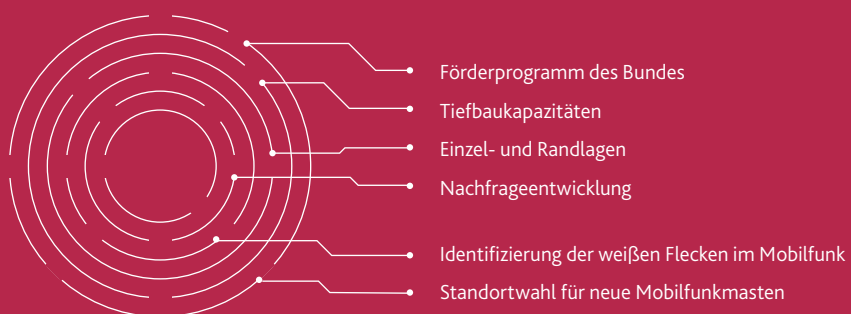 Förderprogramm des Bundes
Tiefbaukapazitäten
Einzel- und Randlagen
Nachfrageentwicklung
Identifizierung der weißen Flecken im Mobilfunk
Standortwahl für neue Mobilfunkmasten